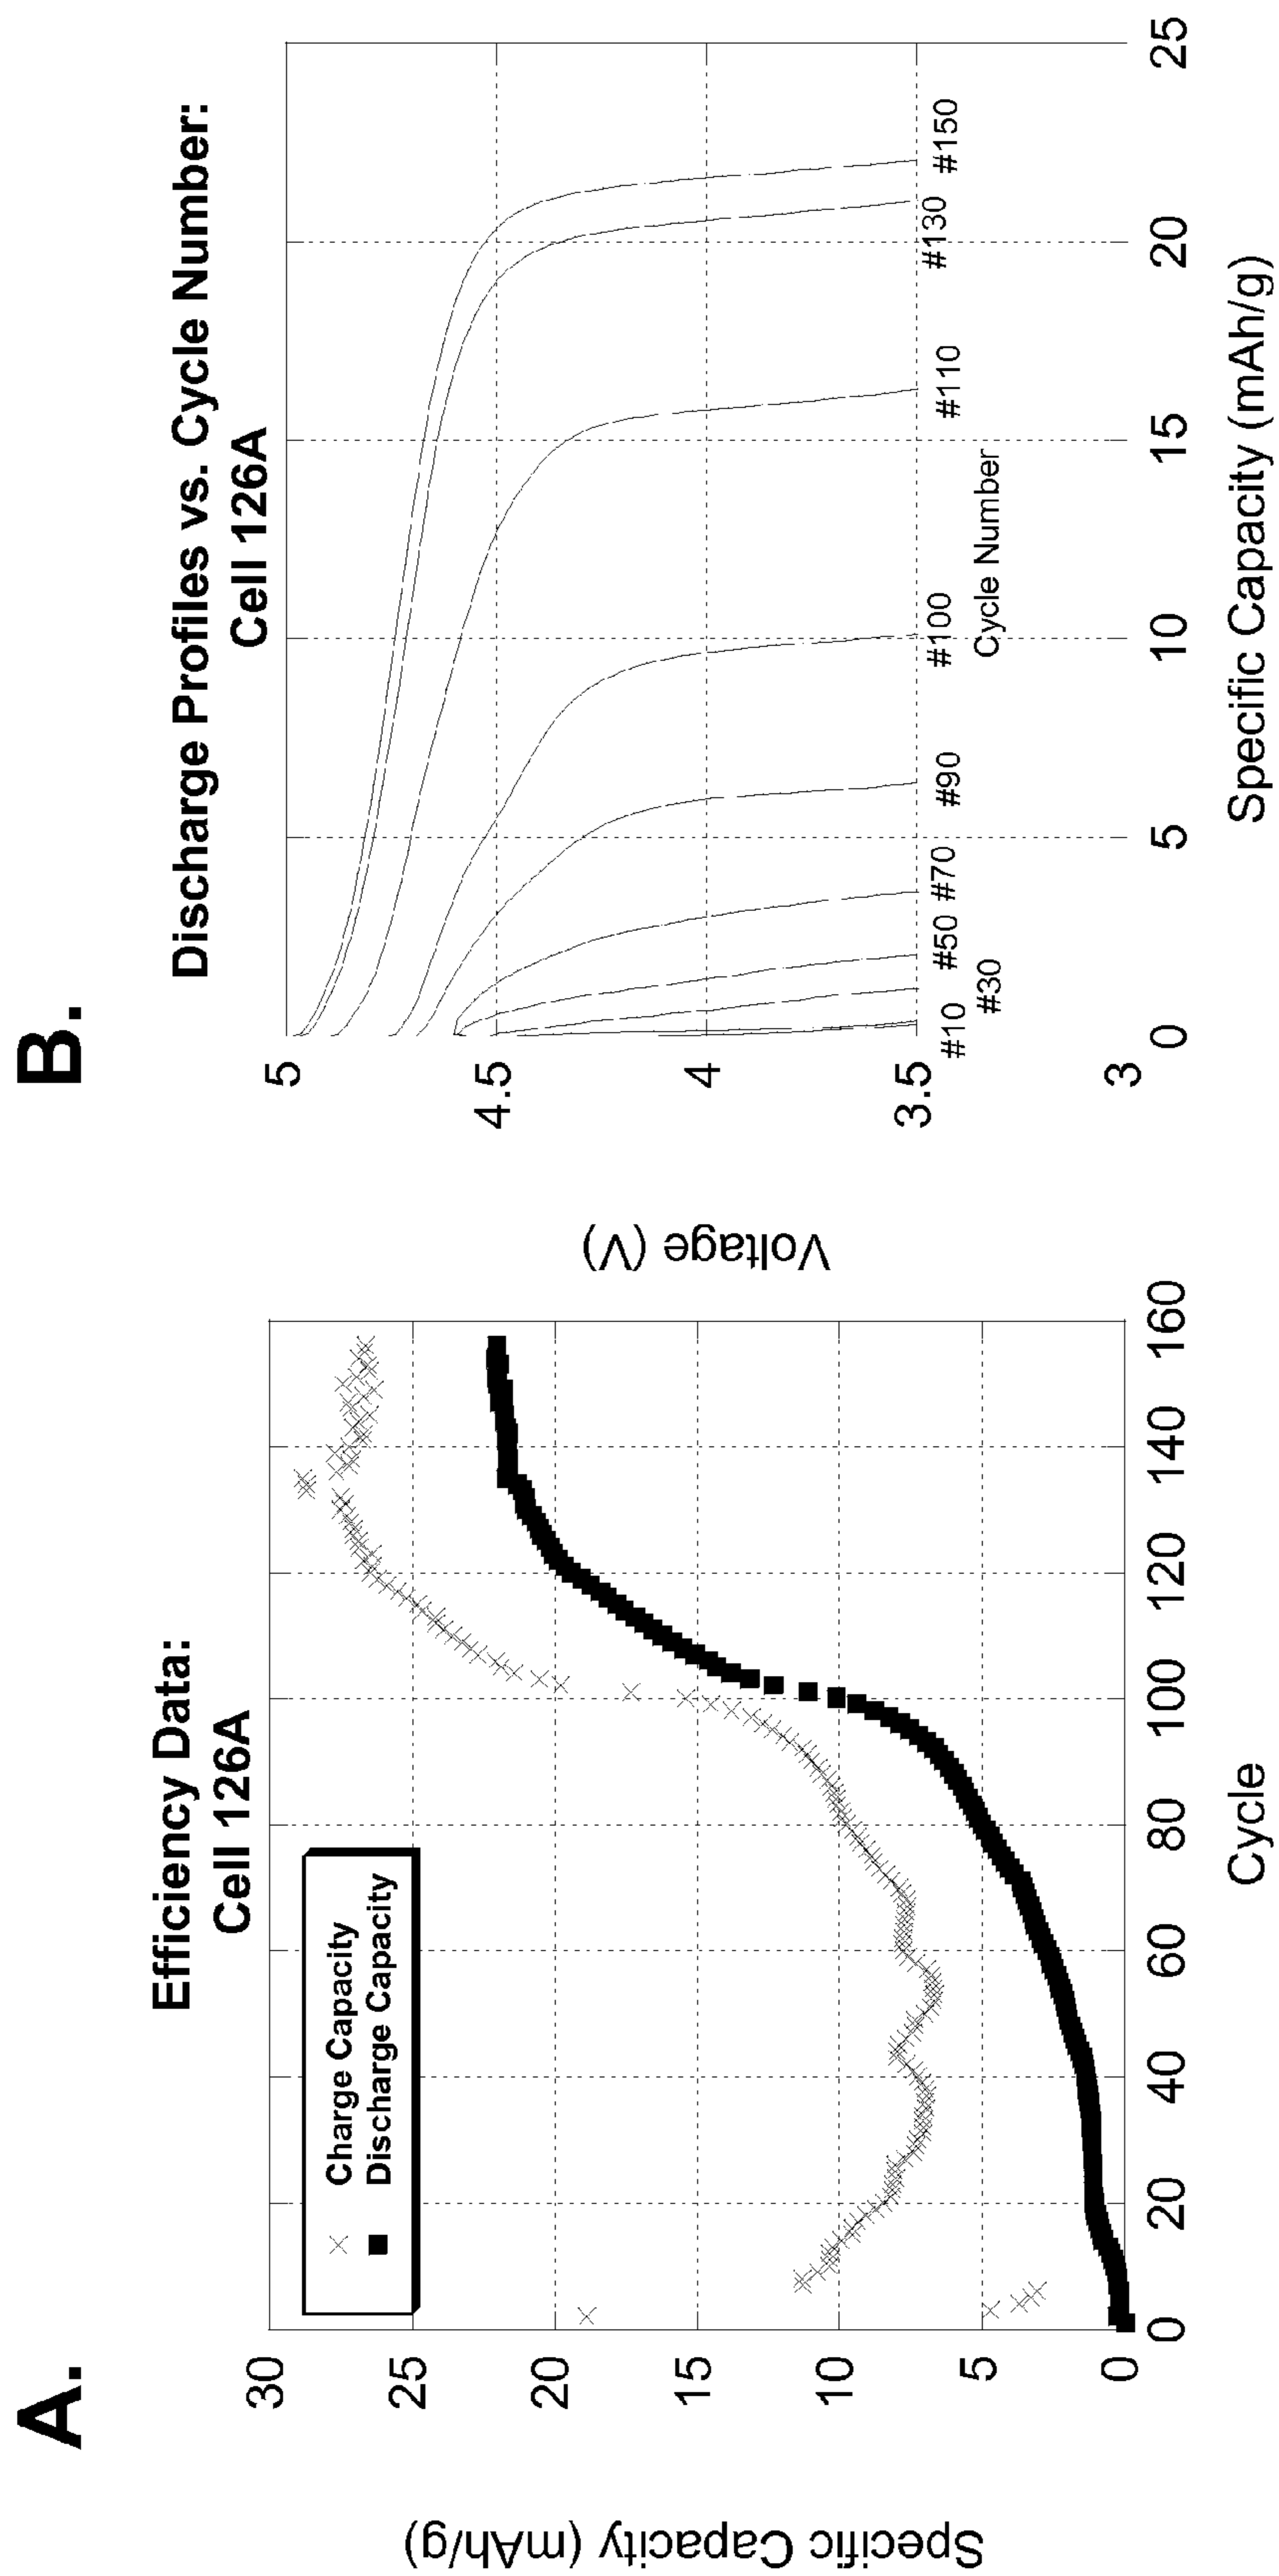 A.
Efficiency Data:
Cell 126A
Charge Capacity
Discharge Capacity
Specific Capacity (mAh/g)
30
25
20
15
10
5
0
0
20
40
60
80
100
120
140
160
Cycle
B.
Discharge Profiles vs. Cycle Number:
Cell 126A
Voltage (V)
5
4.5
4
3.5
3
#10
#30
#50
#70
#90
#100
#110
#130
#150
Cycle Number
0
5
10
15
20
25
Specific Capacity (mAh/g)